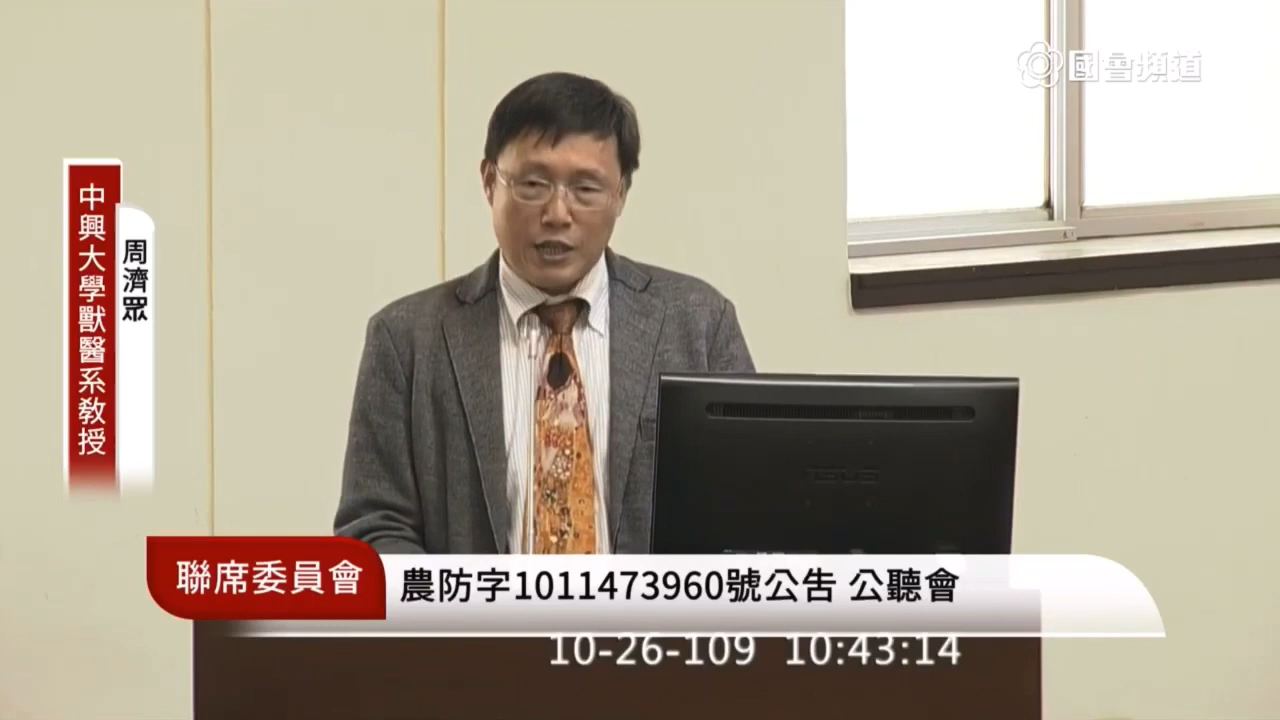 國會頻道
中興大學獸醫系教授
周濟眾
ASUS
聯席委員會
農防字1011473960號公告 公聽會
10-26-109 10:43:14